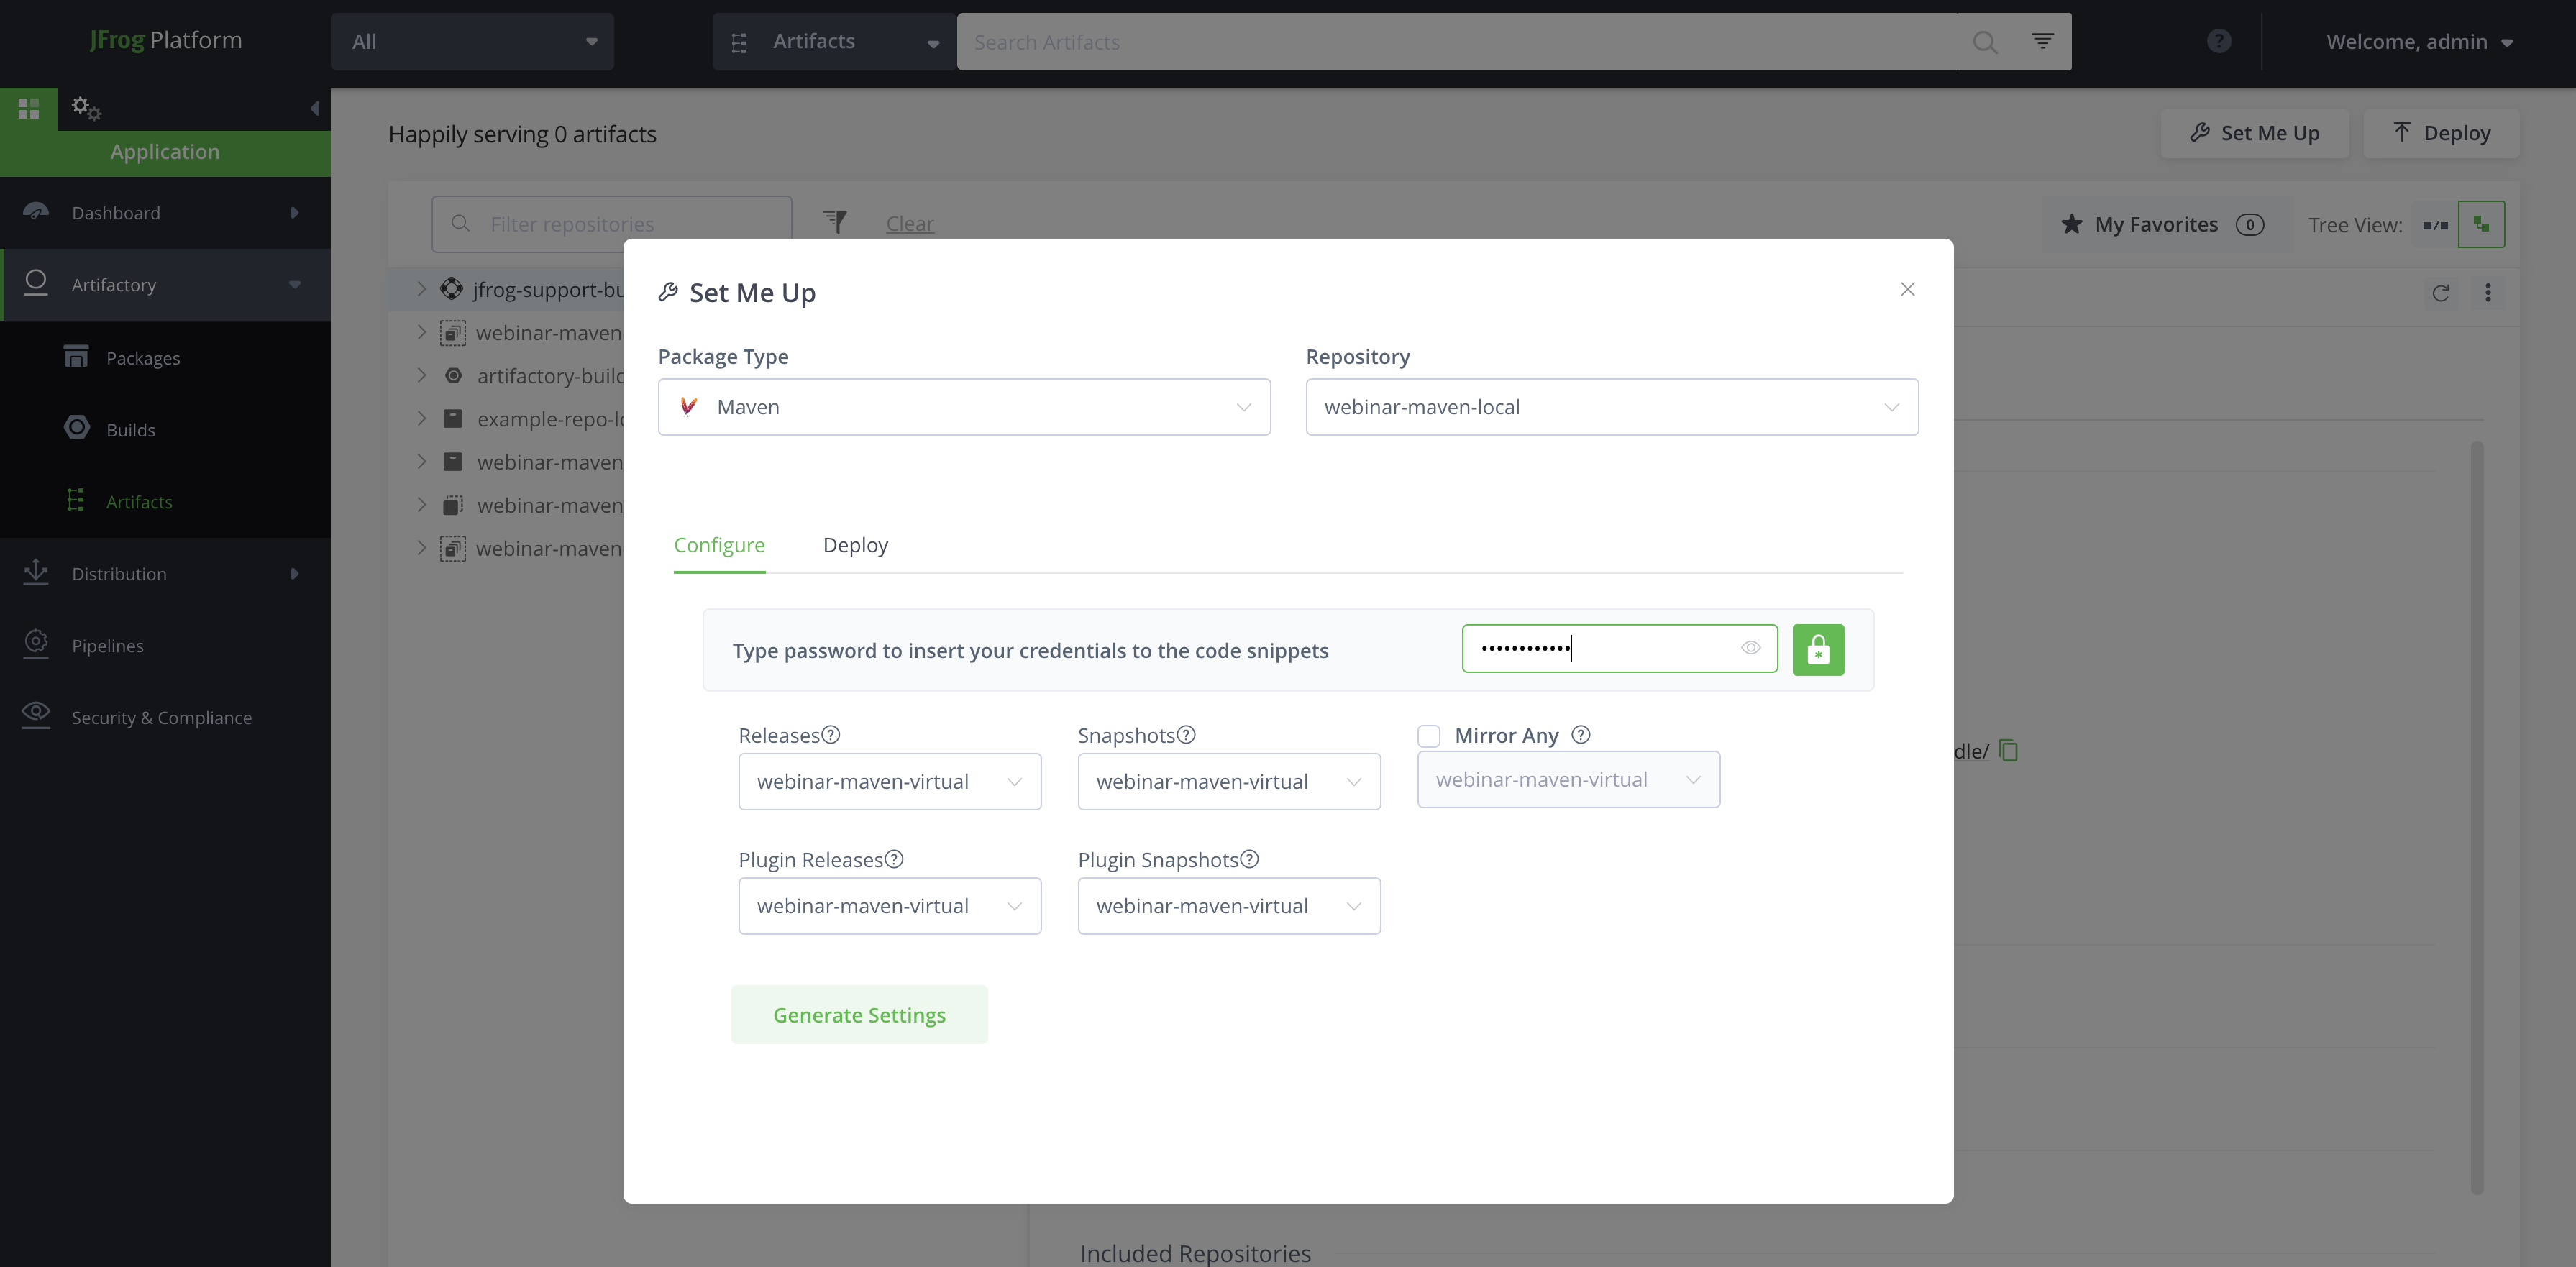 JFrog Platform
All
Artifacts
Search Artifacts
?
Welcome, admin
Application
Happily serving 0 artifacts
Set Me Up
Deploy
Dashboard
Filter repositories
Clear
My Favorites 0
Tree View:
Artifactory
jfrog-support-bu
Set Me Up
webinar-maven
Package Type
Repository
Packages
artifactory-build
Maven
webinar-maven-local
example-repo-lo
Builds
webinar-maven
Artifacts
webinar-maven
webinar-maven
Configure
Deploy
Distribution
Pipelines
Type password to insert your credentials to the code snippets
••••••••••••
Security & Compliance
Releases ?
Snapshots ?
Mirror Any ?
dle/
webinar-maven-virtual
webinar-maven-virtual
webinar-maven-virtual
Plugin Releases ?
Plugin Snapshots ?
webinar-maven-virtual
webinar-maven-virtual
Generate Settings
Included Repositories